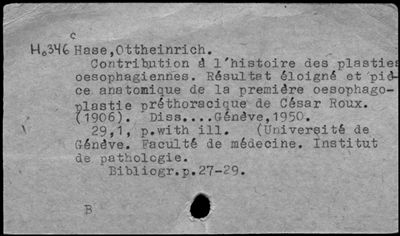 c
Ho346 Hase,Ottheinrich.
Contribution à l'histoire des plasties
oesophagiennes. Résultat éloigné et piè-
ce anatomique de la première oesophago-
plastie préthoracique de César Roux.
(1906). Diss....Genève,1950.
29,1, p.with ill. (Université de
Genève. Faculté de médecine. Institut
de pathologie.
Bibliogr.p.27-29.
B